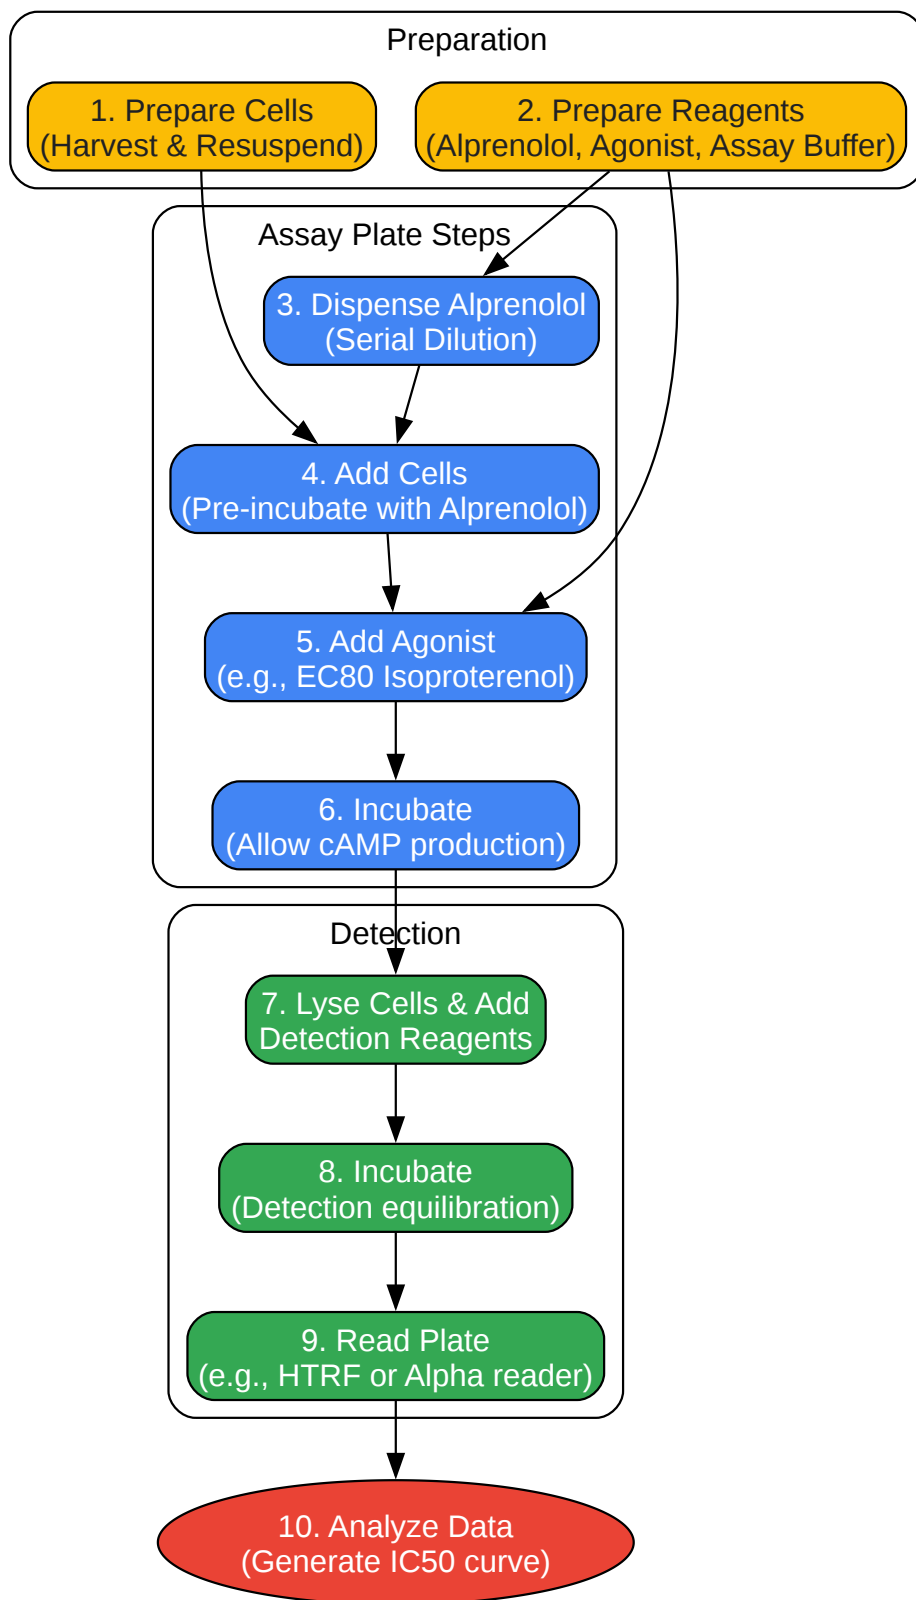 Preparation
1. Prepare Cells
(Harvest & Resuspend)
2. Prepare Reagents
(Alprenolol, Agonist, Assay Buffer)
Assay Plate Steps
3. Dispense Alprenolol
(Serial Dilution)
4. Add Cells
(Pre-incubate with Alprenolol)
5. Add Agonist
(e.g., EC80 Isoproterenol)
6. Incubate
(Allow cAMP production)
Detection
7. Lyse Cells & Add
Detection Reagents
8. Incubate
(Detection equilibration)
9. Read Plate
(e.g., HTRF or Alpha reader)
10. Analyze Data
(Generate IC50 curve)